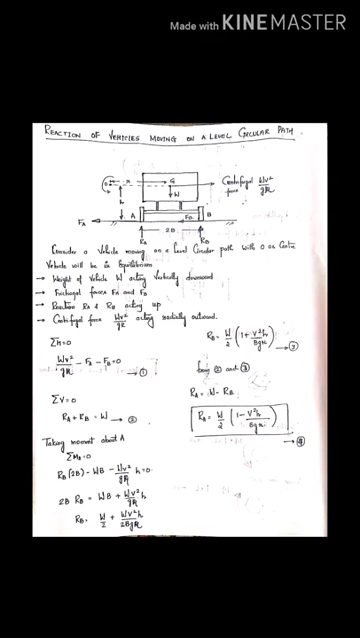 Made with KINEMASTER
REACTION OF VEHICLES MOVING ON A LEVEL CIRCULAR PATH.
r
G
Centrifugal Wv²/gR
force
W
h
FA
A
FB
B
2B
RA
RB
Consider a Vehicle moving on a level Circular path with O as Centre
Vehicle will be in Equilibrium
→ Weight of Vehicle W acting Vertically downward
→ Frictional forces FA and FB
→ Reaction RA & RB acting up
→ Centrifugal force Wv²/gR acting radially outward.
ΣH=0
Wv²/gR - FA - FB = 0 → ①
ΣV=0
RA + RB = W → ②
Taking moment about A
ΣMA=0
RB(2B) - WB - Wv²/gR h = 0
2B RB = WB + Wv²/gR h
RB = W/2 + Wv²h/2BgR
RB = W/2 (1 + V²h/Bgr) → ③
from ② and ③
RA = W - RB
RA = W/2 (1 - V²h/Bgr) → ④